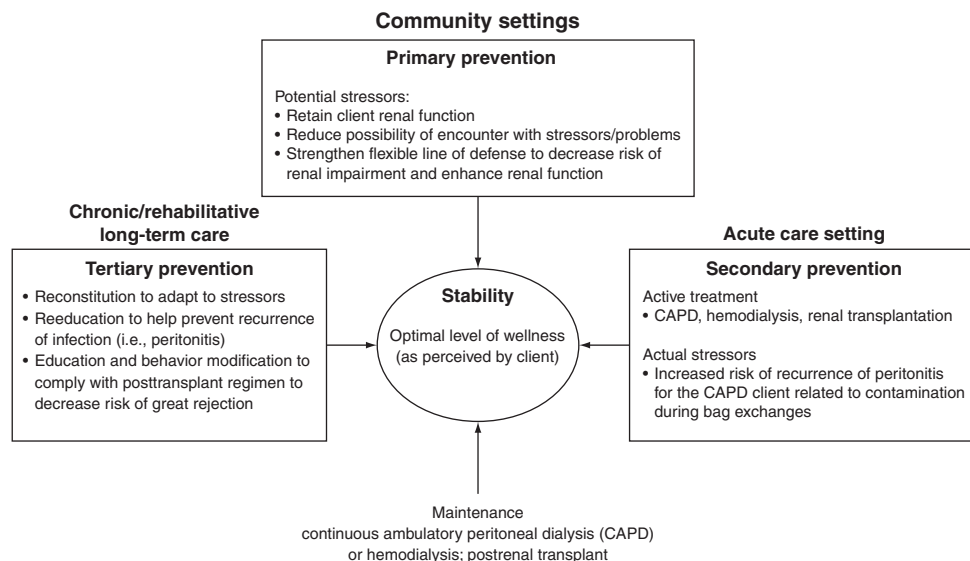 Community settings
Primary prevention
Potential stressors:
• Retain client renal function
• Reduce possibility of encounter with stressors/problems
• Strengthen flexible line of defense to decrease risk of
renal impairment and enhance renal function
Chronic/rehabilitative
long-term care
Tertiary prevention
• Reconstitution to adapt to stressors
• Reeducation to help prevent recurrence
of infection (i.e., peritonitis)
• Education and behavior modification to
comply with posttransplant regimen to
decrease risk of great rejection
Stability
Optimal level of wellness
(as perceived by client)
Acute care setting
Secondary prevention
Active treatment
• CAPD, hemodialysis, renal transplantation
Actual stressors
• Increased risk of recurrence of peritonitis
for the CAPD client related to contamination
during bag exchanges
Maintenance
continuous ambulatory peritoneal dialysis (CAPD)
or hemodialysis; postrenal transplant